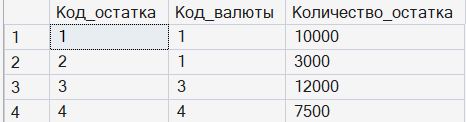 Код_остатка Код_валюты Количество_остатка
1 1 1 10000
2 2 1 3000
3 3 3 12000
4 4 4 7500